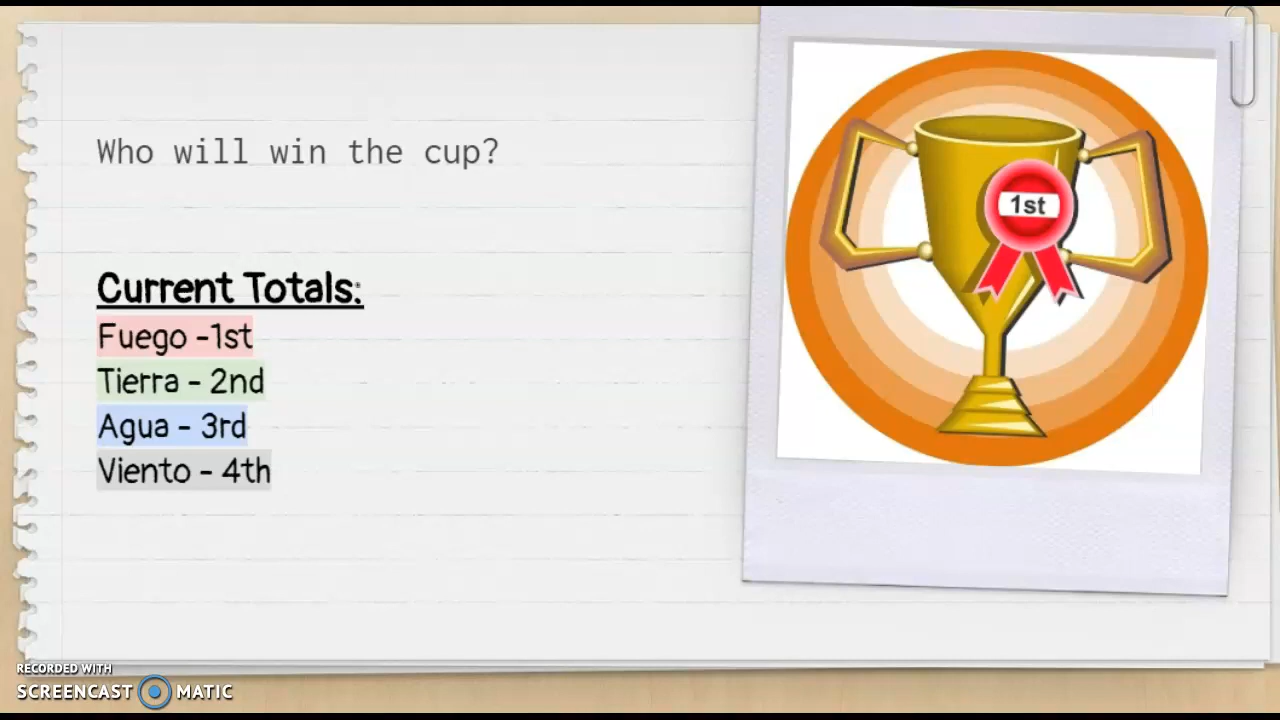 Who will win the cup?
Current Totals:
Fuego -1st
Tierra - 2nd
Agua - 3rd
Viento - 4th
1st
RECORDED WITH
SCREENCAST MATIC